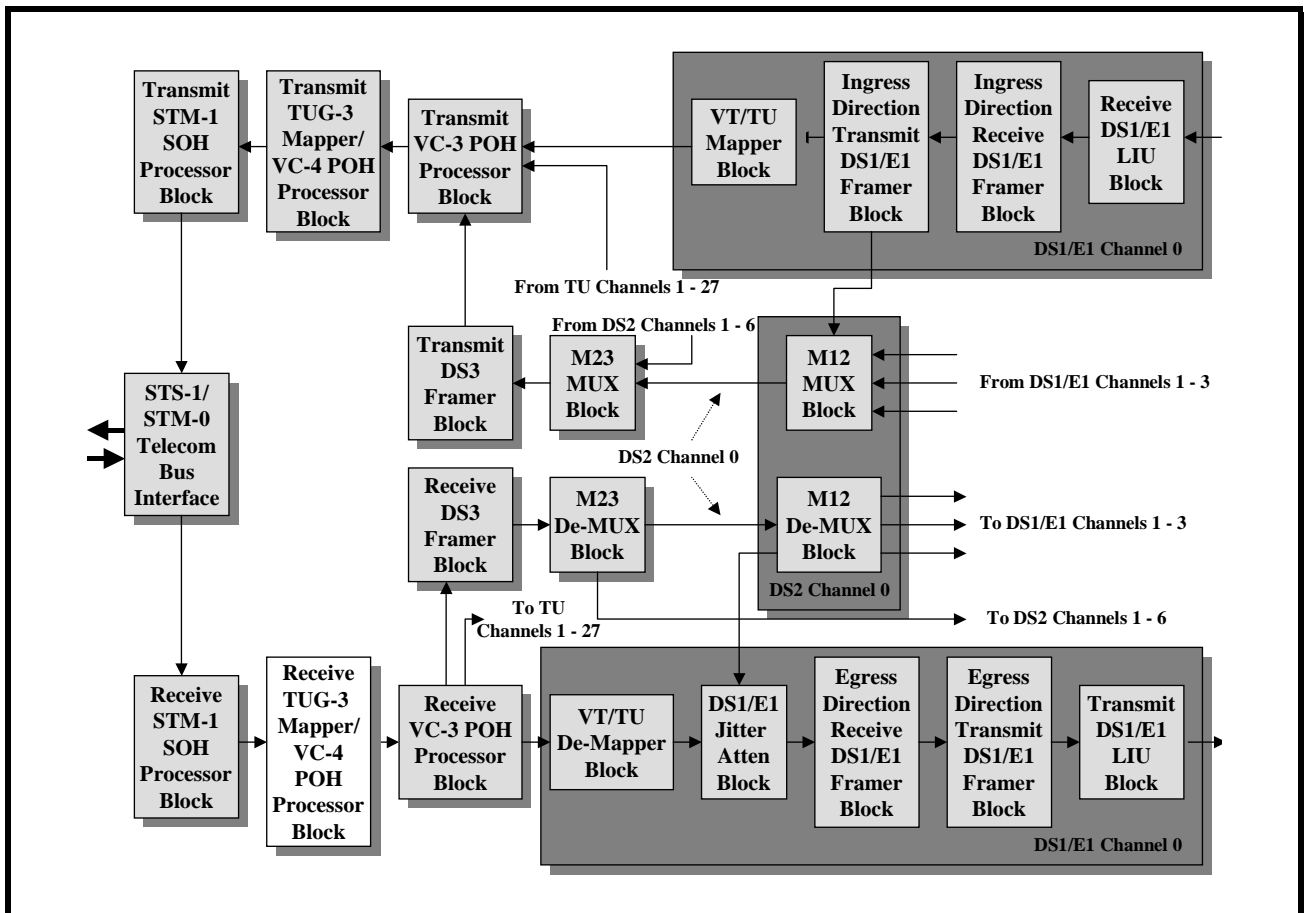 Transmit
STM-1
SOH
Processor
Block
Transmit
TUG-3
Mapper/
VC-4 POH
Processor
Block
Transmit
VC-3 POH
Processor
Block
VT/TU
Mapper
Block
Ingress
Direction
Transmit
DS1/E1
Framer
Block
Ingress
Direction
Receive
DS1/E1
Framer
Block
Receive
DS1/E1
LIU
Block
DS1/E1 Channel 0
From TU Channels 1 - 27
From DS2 Channels 1 - 6
Transmit
DS3
Framer
Block
M23
MUX
Block
M12
MUX
Block
From DS1/E1 Channels 1 - 3
STS-1/
STM-0
Telecom
Bus
Interface
DS2 Channel 0
Receive
DS3
Framer
Block
M23
De-MUX
Block
M12
De-MUX
Block
To DS1/E1 Channels 1 - 3
DS2 Channel 0
To TU
Channels 1 - 27
To DS2 Channels 1 - 6
Receive
STM-1
SOH
Processor
Block
Receive
TUG-3
Mapper/
VC-4
POH
Processor
Block
Receive
VC-3 POH
Processor
Block
VT/TU
De-Mapper
Block
DS1/E1
Jitter
Atten
Block
Egress
Direction
Receive
DS1/E1
Framer
Block
Egress
Direction
Transmit
DS1/E1
Framer
Block
Transmit
DS1/E1
LIU
Block
DS1/E1 Channel 0